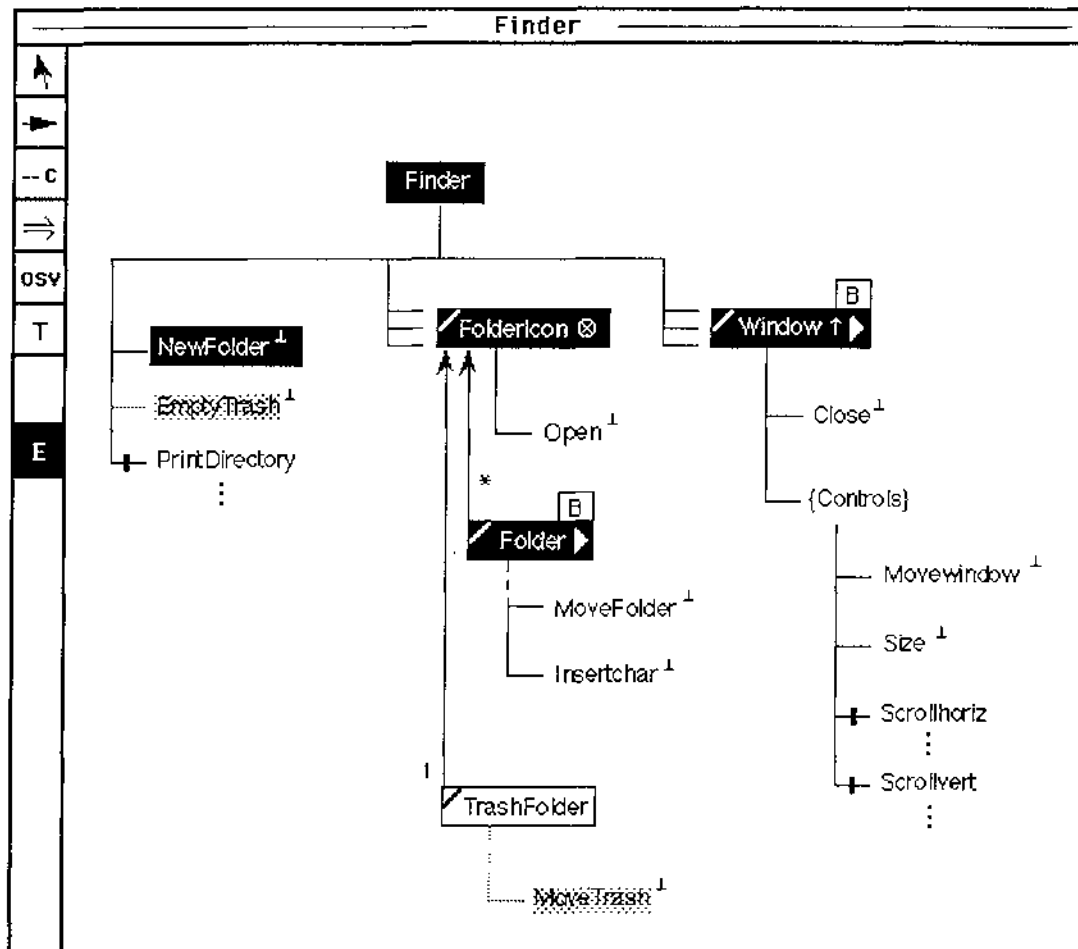 Finder
--C
OSV
T
E
Finder
B
FolderIcon ⊗
Window ↑
NewFolder ⊥
EmptyTrash ⊥
Close ⊥
Open ⊥
PrintDirectory
⋮
*
B
{Controls}
Folder
Movewindow ⊥
MoveFolder ⊥
Size ⊥
Insertchar ⊥
Scrollhoriz
⋮
1
Scrollvert
TrashFolder
⋮
MoveTrash ⊥